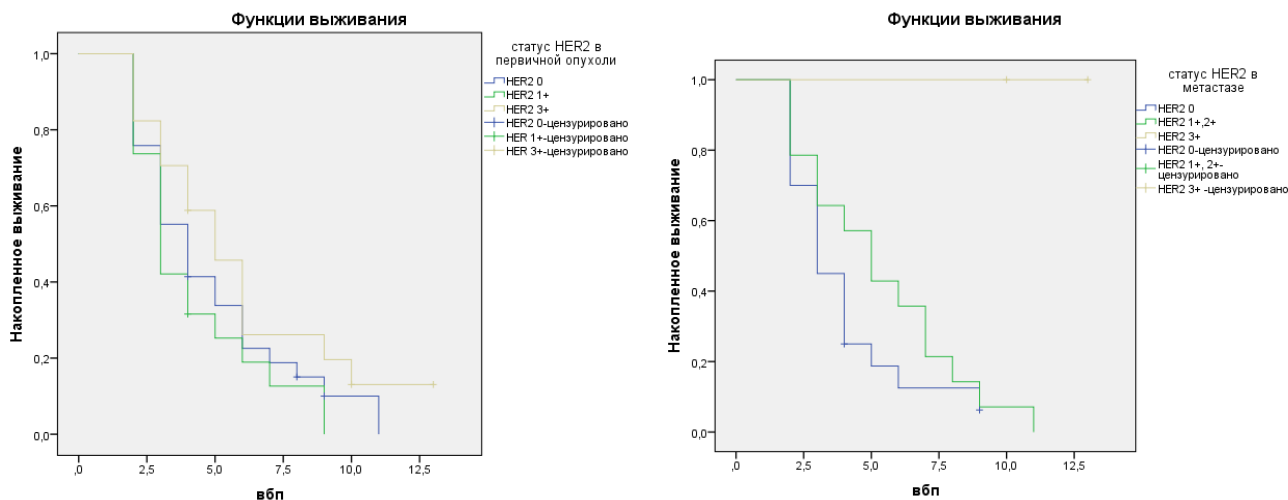 Функции выживания
статус HER2 в
первичной опухоли
HER2 0
HER2 1+
HER2 3+
HER2 0-цензурировано
HER 1+-цензурировано
HER 3+-цензурировано
Накопленное выживание
1,0
0,8
0,6
0,4
0,2
0,0
,0
2,5
5,0
7,5
10,0
12,5
вбп
Функции выживания
статус HER2 в
метастазе
HER2 0
HER2 1+,2+
HER2 3+
HER2 0-цензурировано
HER2 1+, 2+-
цензурировано
HER2 3+ -цензурировано
Накопленное выживание
1,0
0,8
0,6
0,4
0,2
0,0
,0
2,5
5,0
7,5
10,0
12,5
вбп